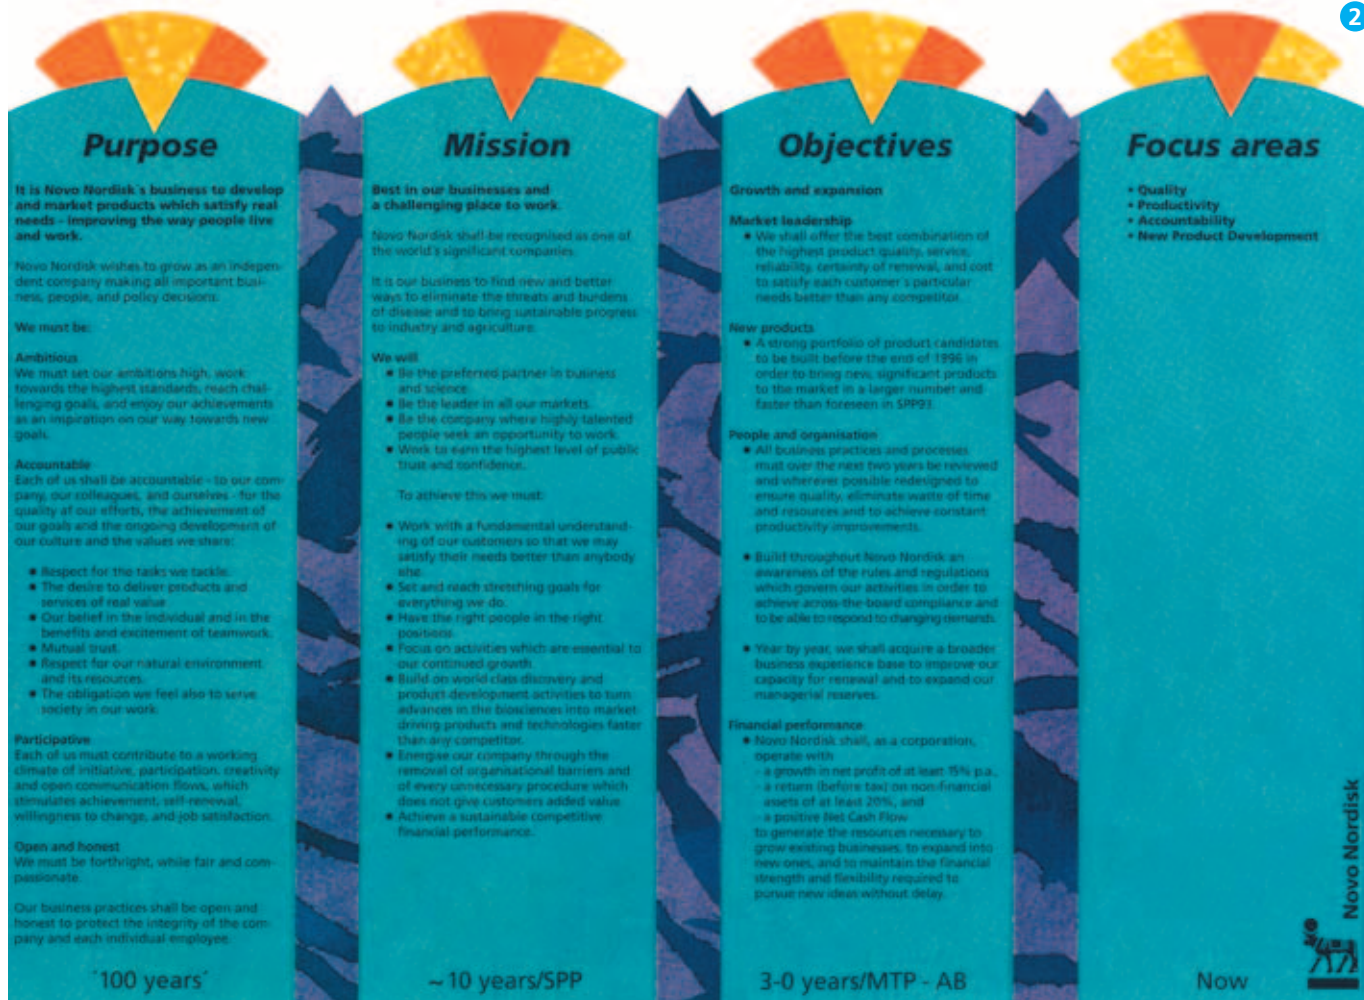 2
Purpose
It is Novo Nordisk's business to develop
and market products which satisfy real
needs - improving the way people live
and work.
Novo Nordisk wishes to grow as an indepen-
dent company making all important busi-
ness, people, and policy decisions.
We must be:
Ambitious
We must set our ambitions high, work
towards the highest standards, reach chal-
lenging goals, and enjoy our achievements
as an inspiration on our way towards new
goals.
Accountable
Each of us shall be accountable - to our com-
pany, our colleagues, and ourselves - for the
quality of our efforts, the achievement of
our goals and the ongoing development of
our culture and the values we share:
• Respect for the tasks we tackle.
• The desire to deliver products and
services of real value
• Our belief in the individual and in the
benefits and excitement of teamwork.
• Mutual trust.
• Respect for our natural environment
and its resources.
• The obligation we feel also to serve
society in our work.
Participative
Each of us must contribute to a working
climate of initiative, participation, creativity
and open communication flows, which
stimulates achievement, self-renewal,
willingness to change, and job satisfaction.
Open and honest
We must be forthright, while fair and com-
passionate.
Our business practices shall be open and
honest to protect the integrity of the com-
pany and each individual employee.
'100 years'
Mission
Best in our businesses and
a challenging place to work.
Novo Nordisk shall be recognised as one of
the world's significant companies.
It is our business to find new and better
ways to eliminate the threats and burdens
of disease and to bring sustainable progress
to industry and agriculture.
We will
• Be the preferred partner in business
and science.
• Be the leader in all our markets.
• Be the company where highly talented
people seek an opportunity to work.
• Work to earn the highest level of public
trust and confidence.
To achieve this we must:
• Work with a fundamental understand-
ing of our customers so that we may
satisfy their needs better than anybody
else.
• Set and reach stretching goals for
everything we do.
• Have the right people in the right
positions.
• Focus on activities which are essential to
our continued growth.
• Build on world class discovery and
product development activities to turn
advances in the biosciences into market-
driving products and technologies faster
than any competitor.
• Energise our company through the
removal of organisational barriers and
of every unnecessary procedure which
does not give customers added value.
• Achieve a sustainable competitive
financial performance.
~ 10 years/SPP
Objectives
Growth and expansion
Market leadership
• We shall offer the best combination of
the highest product quality, service,
reliability, certainty of renewal, and cost
to satisfy each customer's particular
needs better than any competitor.
New products
• A strong portfolio of product candidates
to be built before the end of 1996 in
order to bring new, significant products
to the market in a larger number and
faster than foreseen in SPP93.
People and organisation
• All business practices and processes
must over the next two years be reviewed
and wherever possible redesigned to
ensure quality, eliminate waste of time
and resources and to achieve constant
productivity improvements.
• Build throughout Novo Nordisk an
awareness of the rules and regulations
which govern our activities in order to
achieve across-the-board compliance and
to be able to respond to changing demands.
• Year by year, we shall acquire a broader
business experience base to improve our
capacity for renewal and to expand our
managerial reserves.
Financial performance
• Novo Nordisk shall, as a corporation,
operate with
- a growth in net profit of at least 15% p.a.,
- a return (before tax) on non-financial
assets of at least 20%, and
- a positive Net Cash Flow
to generate the resources necessary to
grow existing businesses, to expand into
new ones, and to maintain the financial
strength and flexibility required to
pursue new ideas without delay.
3-0 years/MTP - AB
Focus areas
• Quality
• Productivity
• Accountability
• New Product Development
Now
Novo Nordisk